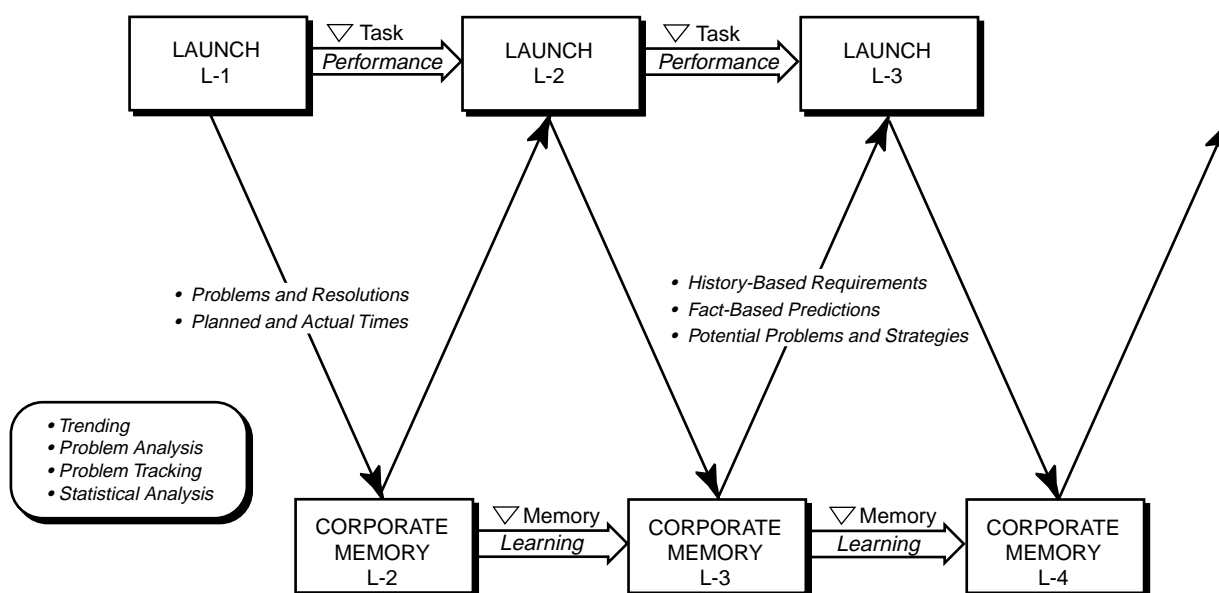 LAUNCH
L-1
▽ Task
Performance
LAUNCH
L-2
▽ Task
Performance
LAUNCH
L-3
• Problems and Resolutions
• Planned and Actual Times
• History-Based Requirements
• Fact-Based Predictions
• Potential Problems and Strategies
• Trending
• Problem Analysis
• Problem Tracking
• Statistical Analysis
CORPORATE
MEMORY
L-2
▽ Memory
Learning
CORPORATE
MEMORY
L-3
▽ Memory
Learning
CORPORATE
MEMORY
L-4